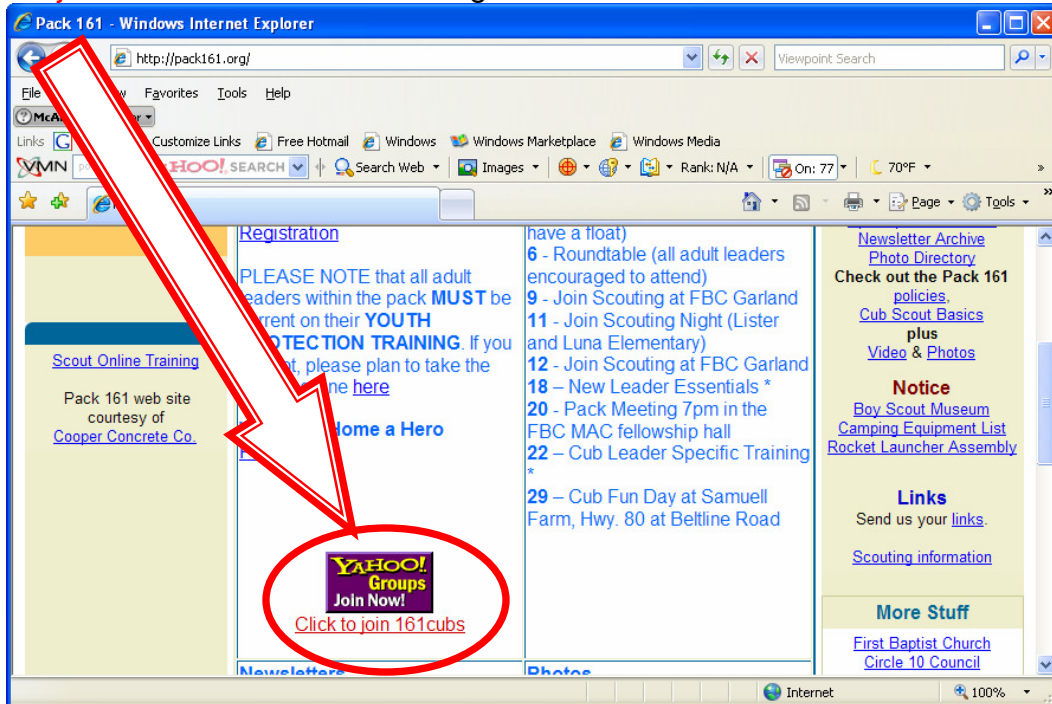 Pack 161 - Windows Internet Explorer
http://pack161.org/
Viewpoint Search
File Favorites Tools Help
Links Customize Links Free Hotmail Windows Windows Marketplace Windows Media
SEARCH Search Web Images Rank: N/A On: 77 70°F »
Page Tools »
Scout Online Training
Pack 161 web site
courtesy of
Cooper Concrete Co.
Registration
PLEASE NOTE that all adult
leaders within the pack MUST be
current on their YOUTH
PROTECTION TRAINING. If you
please plan to take the
here
Home a Hero
YAHOO!
Groups
Join Now!
Click to join 161cubs
Newsletters
have a float)
6 - Roundtable (all adult leaders
encouraged to attend)
9 - Join Scouting at FBC Garland
11 - Join Scouting Night (Lister
and Luna Elementary)
12 - Join Scouting at FBC Garland
18 – New Leader Essentials *
20 - Pack Meeting 7pm in the
FBC MAC fellowship hall
22 – Cub Leader Specific Training
*
29 – Cub Fun Day at Samuell
Farm, Hwy. 80 at Beltline Road
Photos
Newsletter Archive
Photo Directory
Check out the Pack 161
policies,
Cub Scout Basics
plus
Video & Photos
Notice
Boy Scout Museum
Camping Equipment List
Rocket Launcher Assembly
Links
Send us your links.
Scouting information
More Stuff
First Baptist Church
Circle 10 Council
Internet 100%